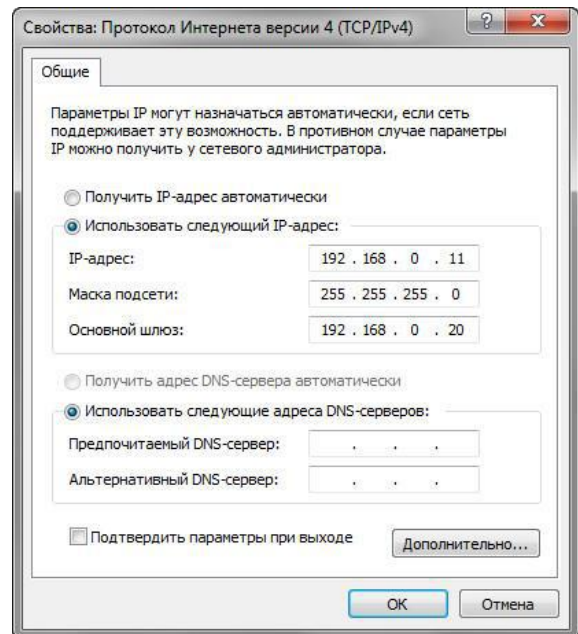 Свойства: Протокол Интернета версии 4 (TCP/IPv4)
Общие
Параметры IP могут назначаться автоматически, если сеть
поддерживает эту возможность. В противном случае параметры
IP можно получить у сетевого администратора.
Получить IP-адрес автоматически
Использовать следующий IP-адрес:
IP-адрес: 192 . 168 . 0 . 11
Маска подсети: 255 . 255 . 255 . 0
Основной шлюз: 192 . 168 . 0 . 20
Получить адрес DNS-сервера автоматически
Использовать следующие адреса DNS-серверов:
Предпочитаемый DNS-сервер: . . .
Альтернативный DNS-сервер: . . .
Подтвердить параметры при выходе
Дополнительно...
ОК Отмена